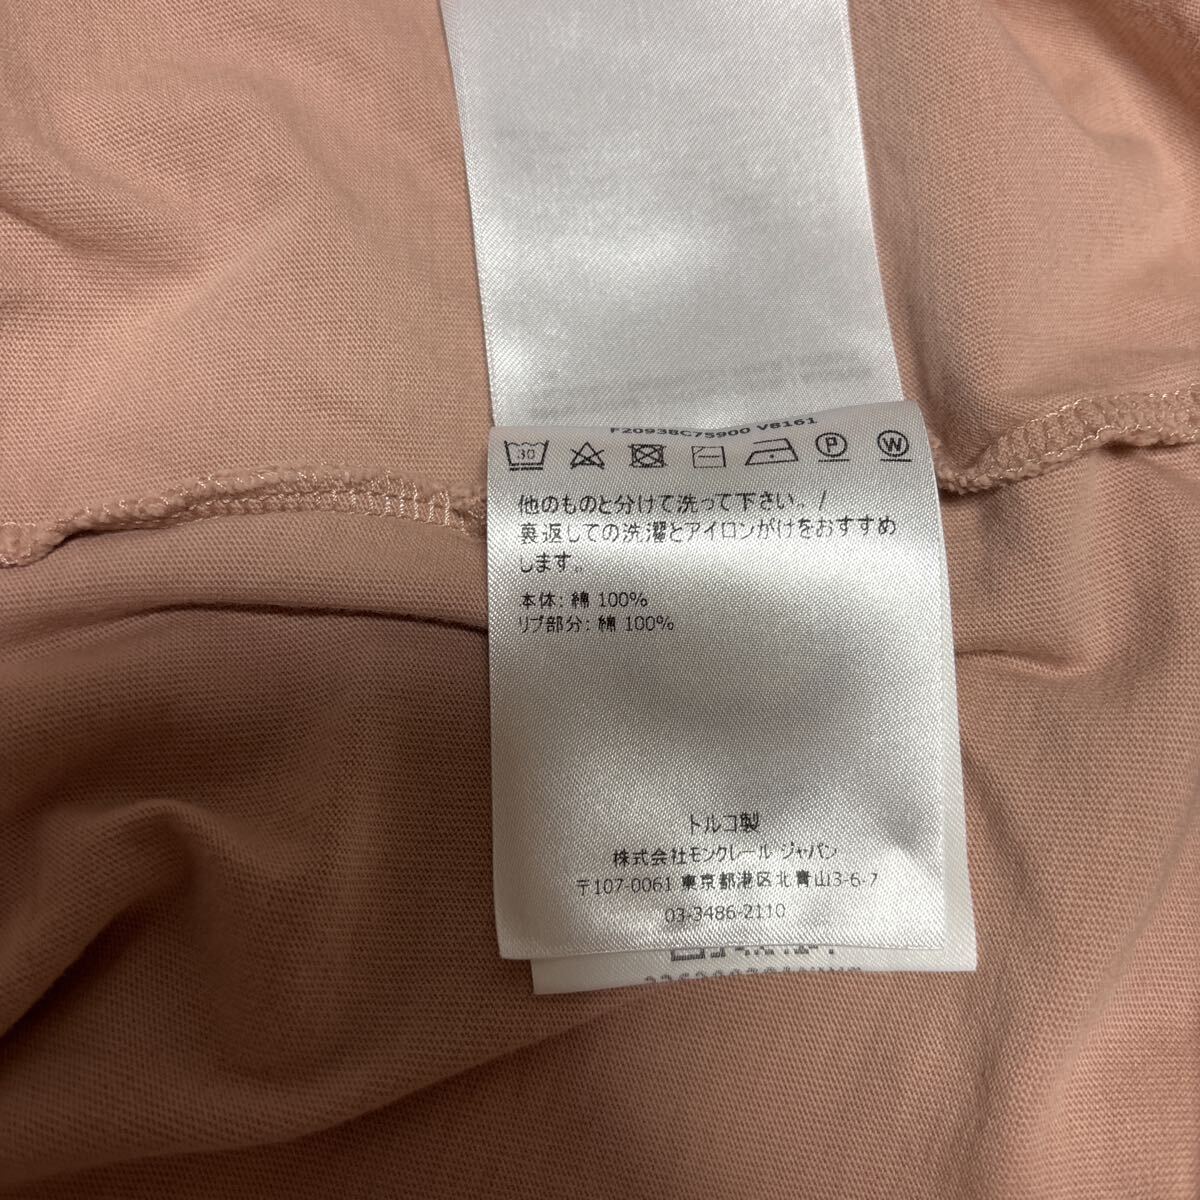 F20938C75900 V8161
30
P
W
他のものと分けて洗って下さい。/
裏返しての洗濯とアイロンがけをおすすめ
します。
本体: 綿 100%
リブ部分: 綿 100%
トルコ製
株式会社モンクレール ジャパン
〒107-0061 東京都港区北青山3-6-7
03-3486-2110